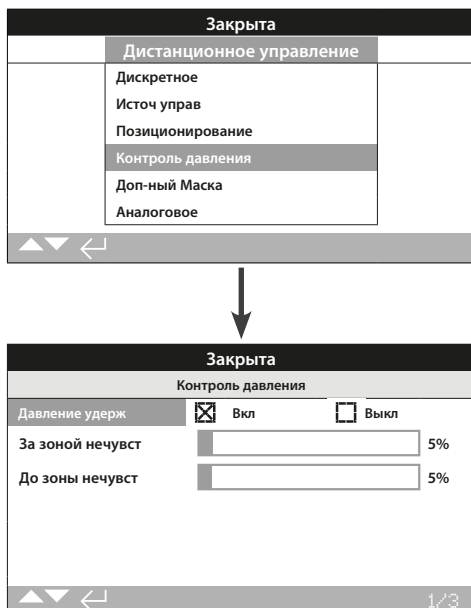 Закрыта
Дистанционное управление
Дискретное
Источ управ
Позиционирование
Контроль давления
Доп-ный Маска
Аналоговое
Закрыта
Контроль давления
Давление удерж Вкл Выкл
За зоной нечувст 5%
До зоны нечувст 5%
1/3